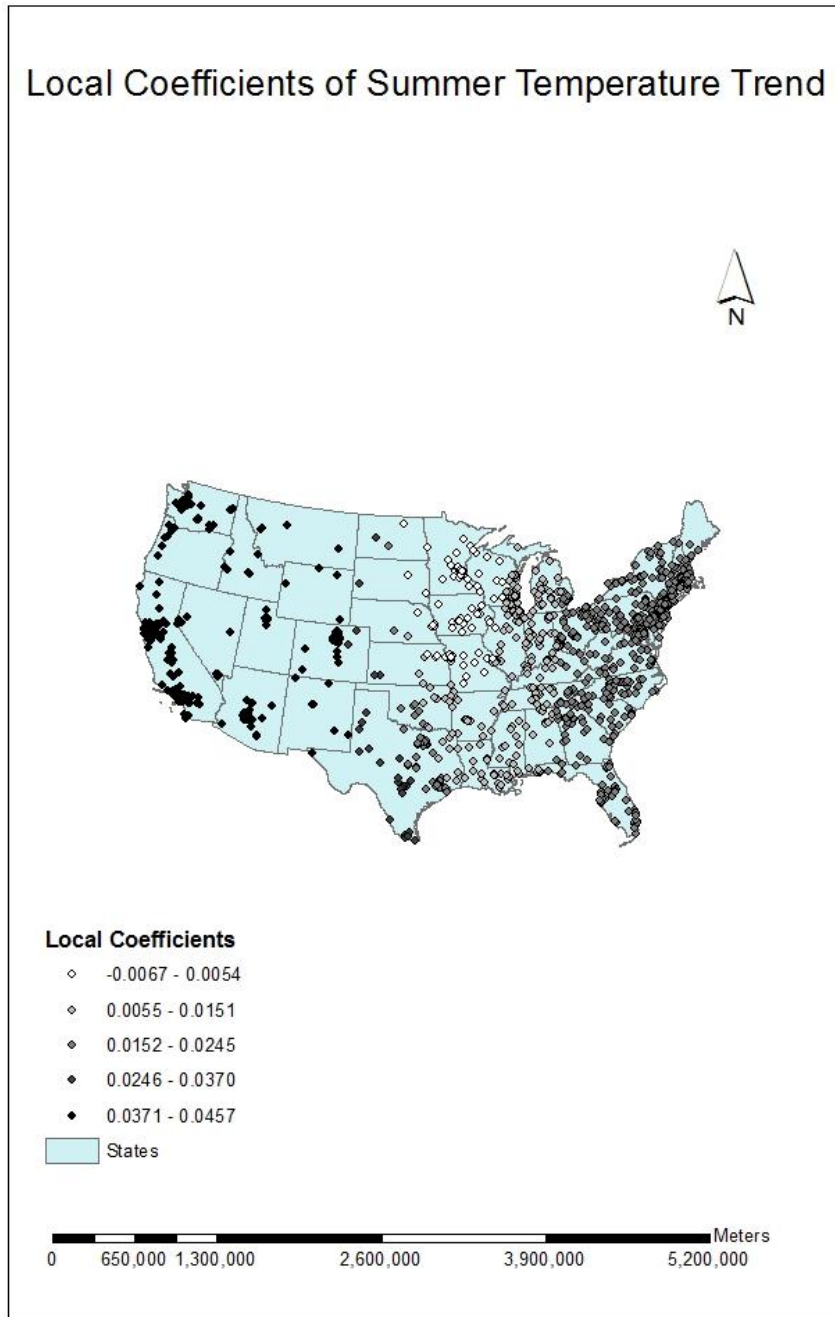 Local Coefficients of Summer Temperature Trend
N
Local Coefficients
-0.0067 - 0.0054
0.0055 - 0.0151
0.0152 - 0.0245
0.0246 - 0.0370
0.0371 - 0.0457
States
Meters
0 650,000 1,300,000 2,600,000 3,900,000 5,200,000